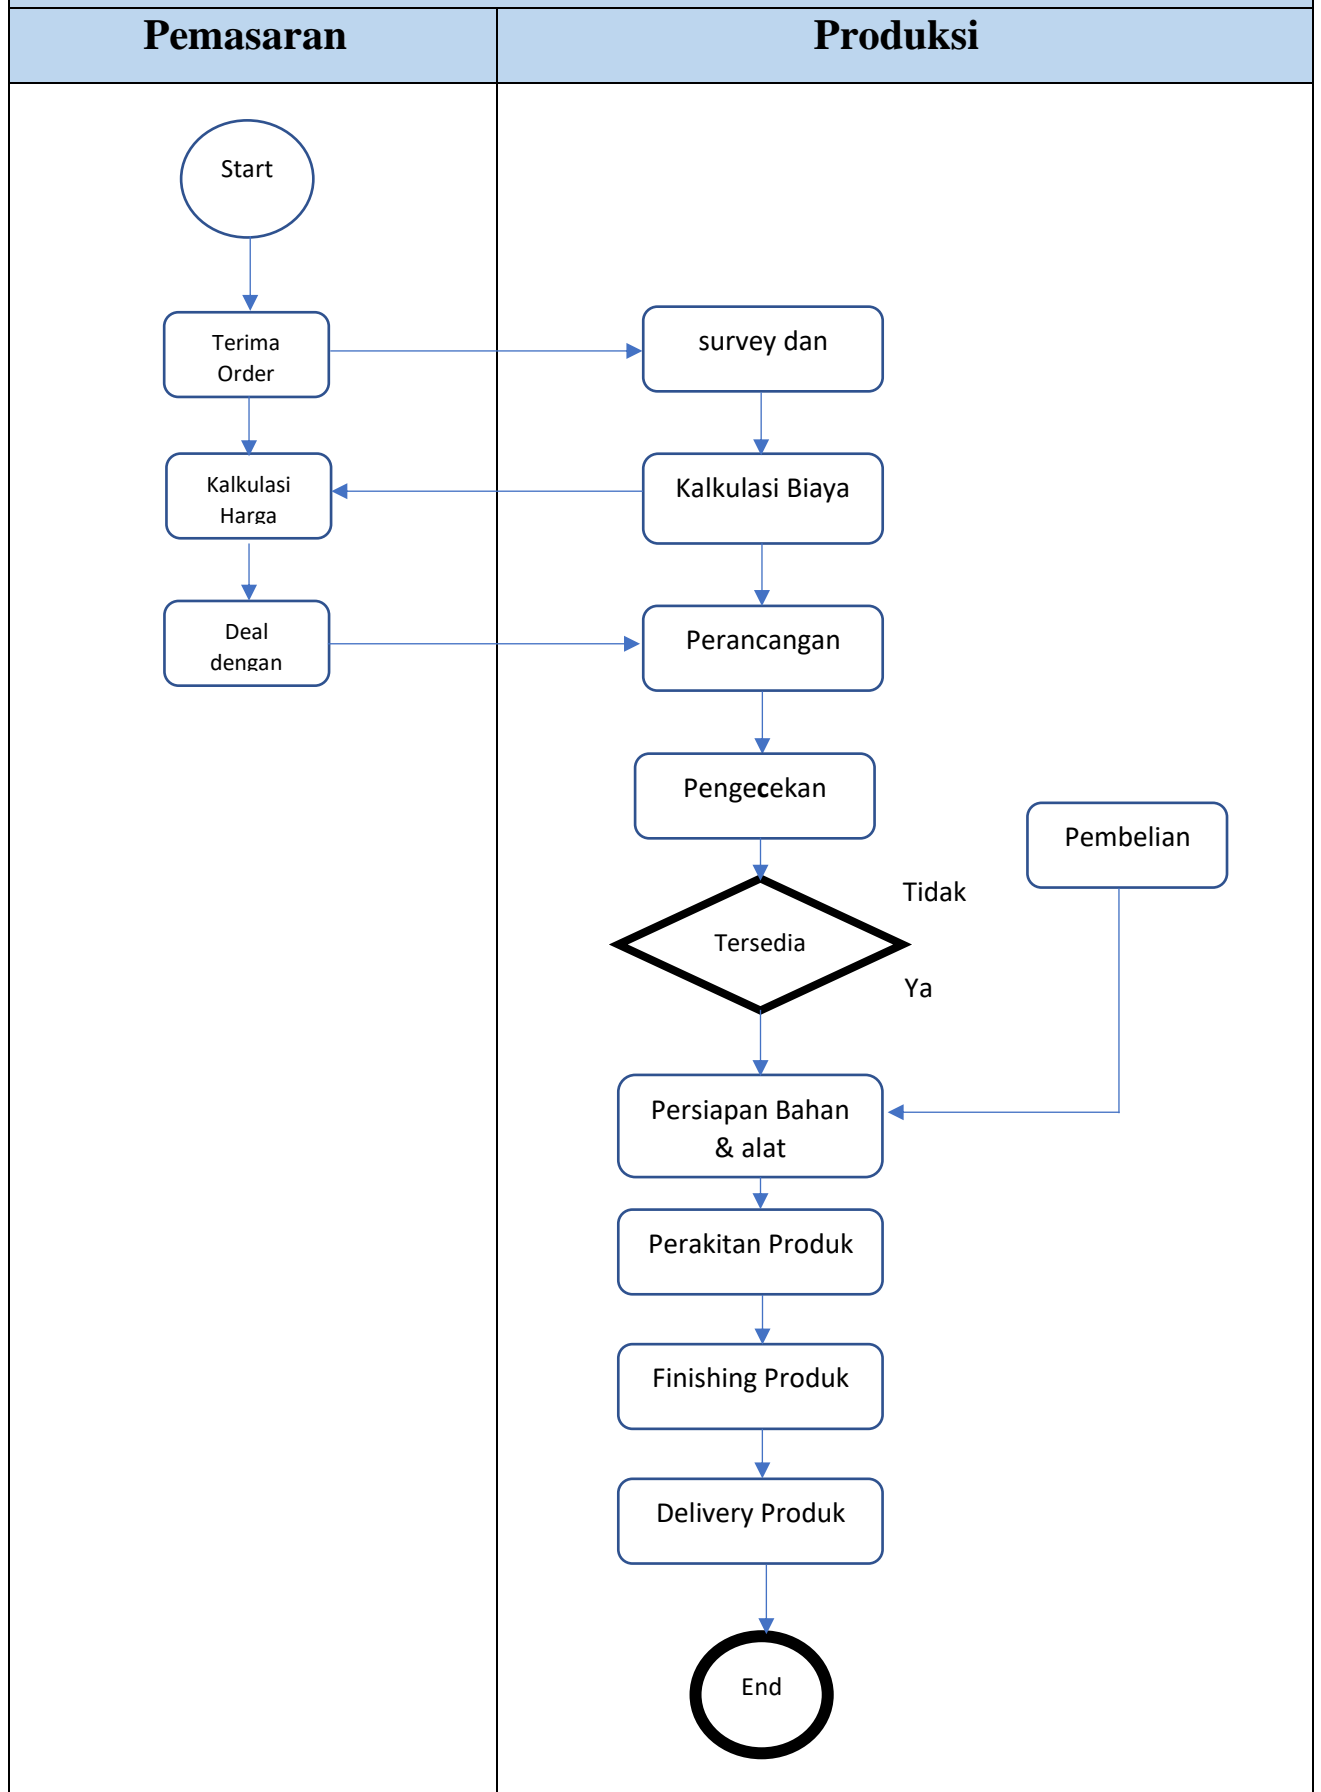 Pemasaran
Produksi
Start
Terima
Order
survey dan
Kalkulasi
Harga
Kalkulasi Biaya
Deal
dengan
Perancangan
Pengecekan
Pembelian
Tidak
Tersedia
Ya
Persiapan Bahan
& alat
Perakitan Produk
Finishing Produk
Delivery Produk
End